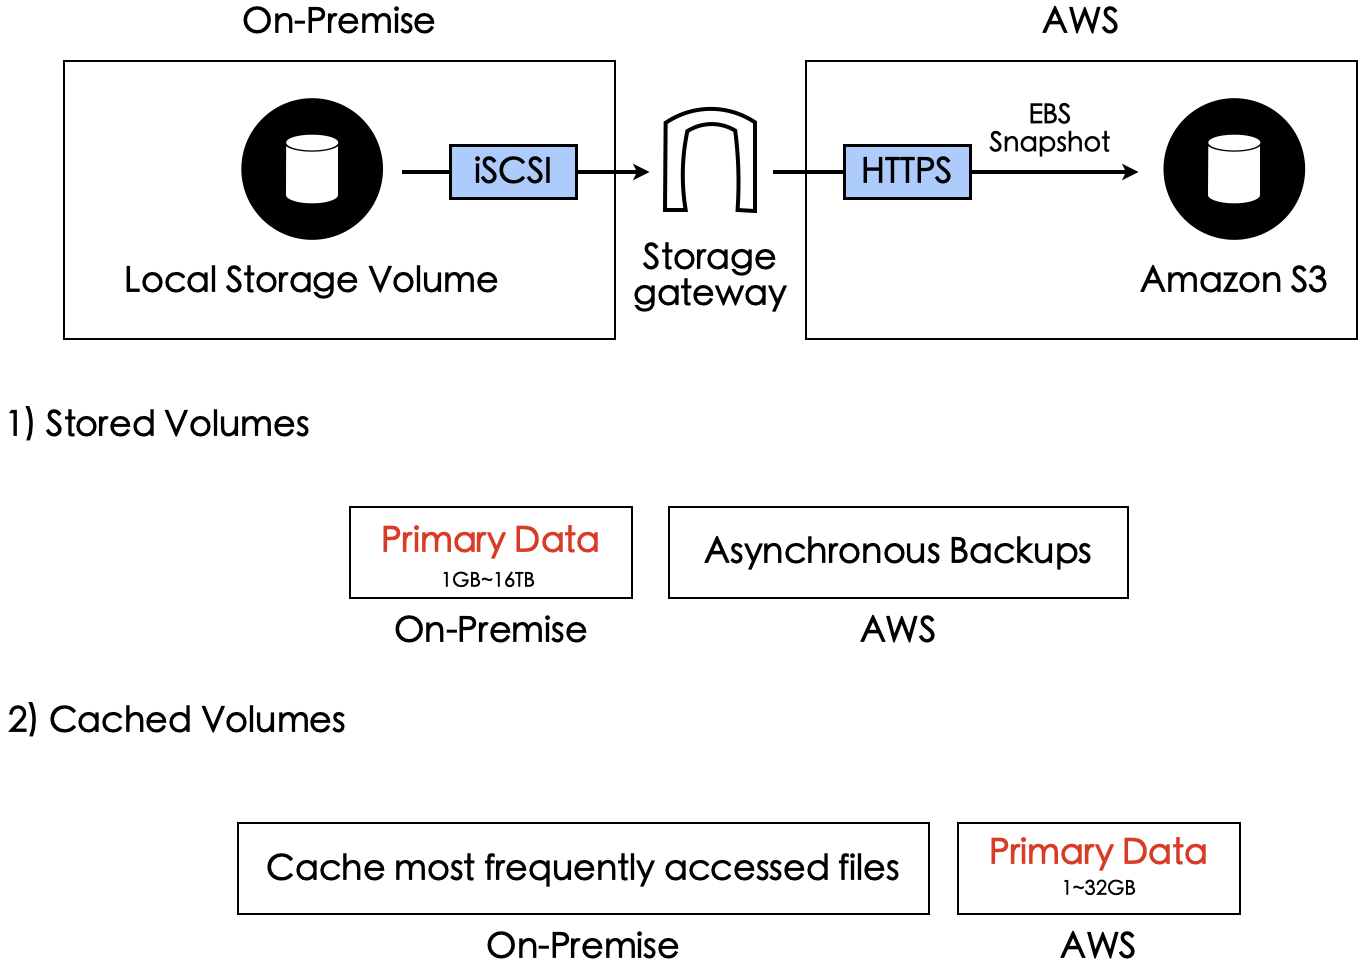 On-Premise
AWS
iSCSI
HTTPS
EBS
Snapshot
Local Storage Volume
Storage
gateway
Amazon S3
1) Stored Volumes
Primary Data
1GB~16TB
Asynchronous Backups
On-Premise
AWS
2) Cached Volumes
Cache most frequently accessed files
Primary Data
1~32GB
On-Premise
AWS